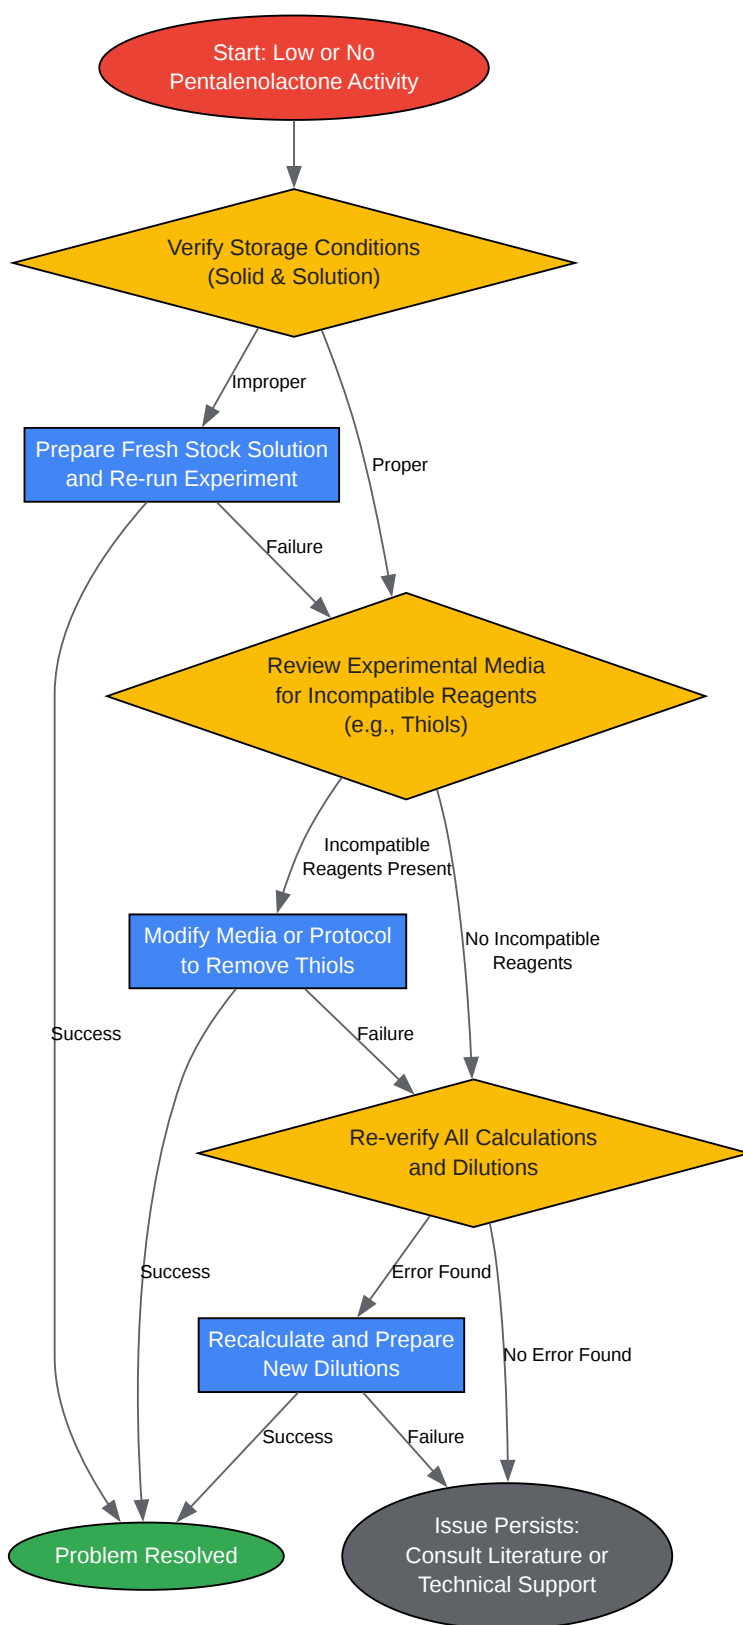 Start: Low or No
Pentalenolactone Activity
Verify Storage Conditions
(Solid & Solution)
Improper
Proper
Prepare Fresh Stock Solution
and Re-run Experiment
Failure
Review Experimental Media
for Incompatible Reagents
(e.g., Thiols)
Incompatible
Reagents Present
No Incompatible
Reagents
Modify Media or Protocol
to Remove Thiols
Success
Failure
Re-verify All Calculations
and Dilutions
Success
Error Found
No Error Found
Recalculate and Prepare
New Dilutions
Success
Failure
Problem Resolved
Issue Persists:
Consult Literature or
Technical Support